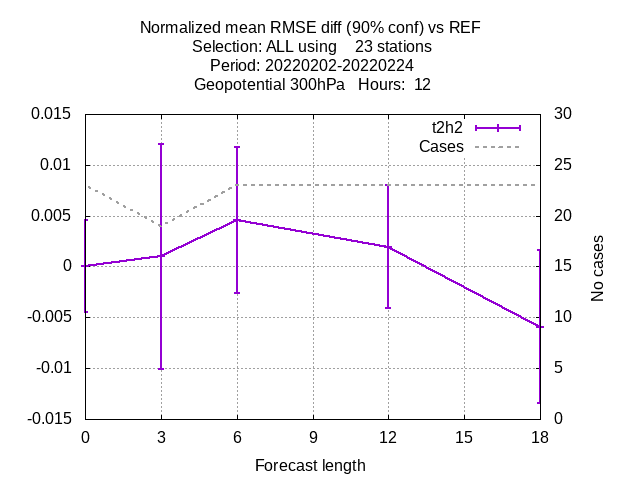 Normalized mean RMSE diff (90% conf) vs REF
Selection: ALL using    23 stations
Period: 20220202-20220224
Geopotential 300hPa   Hours:  12
0.015
0.01
0.005
0
-0.005
-0.01
-0.015
30
25
20
15
10
5
0
t2h2
Cases
No cases
0 3 6 9 12 15 18
Forecast length